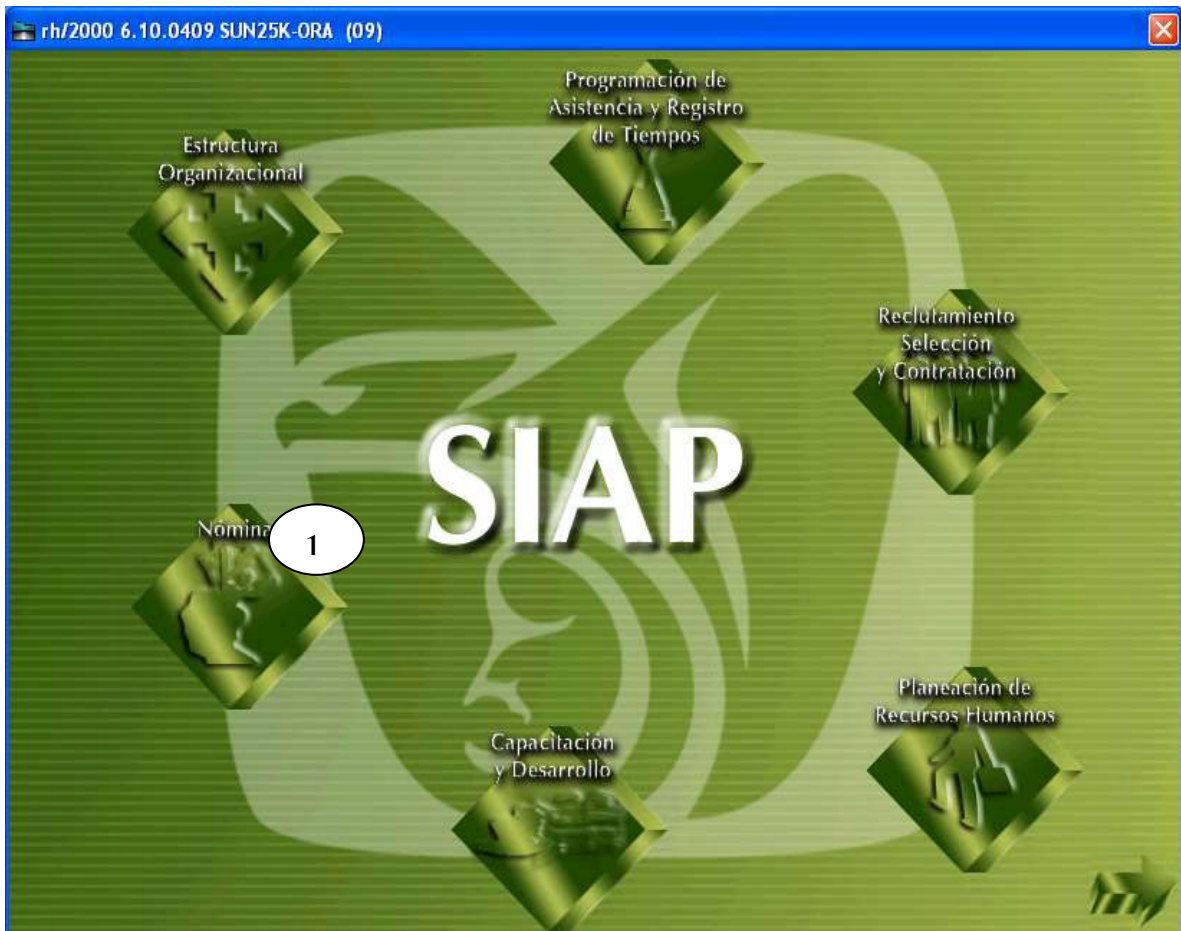 rh/2000 6.10.0409 SUN25K-ORA (09)
Programación de
Asistencia y Registro
de Tiempos
Estructura
Organizacional
Reclutamiento
Selección
y Contratación
SIAP
Nómina
1
Planeación de
Recursos Humanos
Capacitación
y Desarrollo